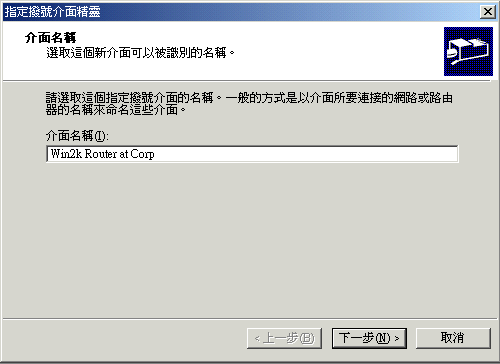 指定撥號介面精靈
介面名稱
選取這個新介面可以被識別的名稱。
請選取這個指定撥號介面的名稱。一般的方式是以介面所要連接的網路或路由
器的名稱來命名這些介面。
介面名稱(I):
Win2k Router at Corp
< 上一步(B)
下一步(N) >
取消